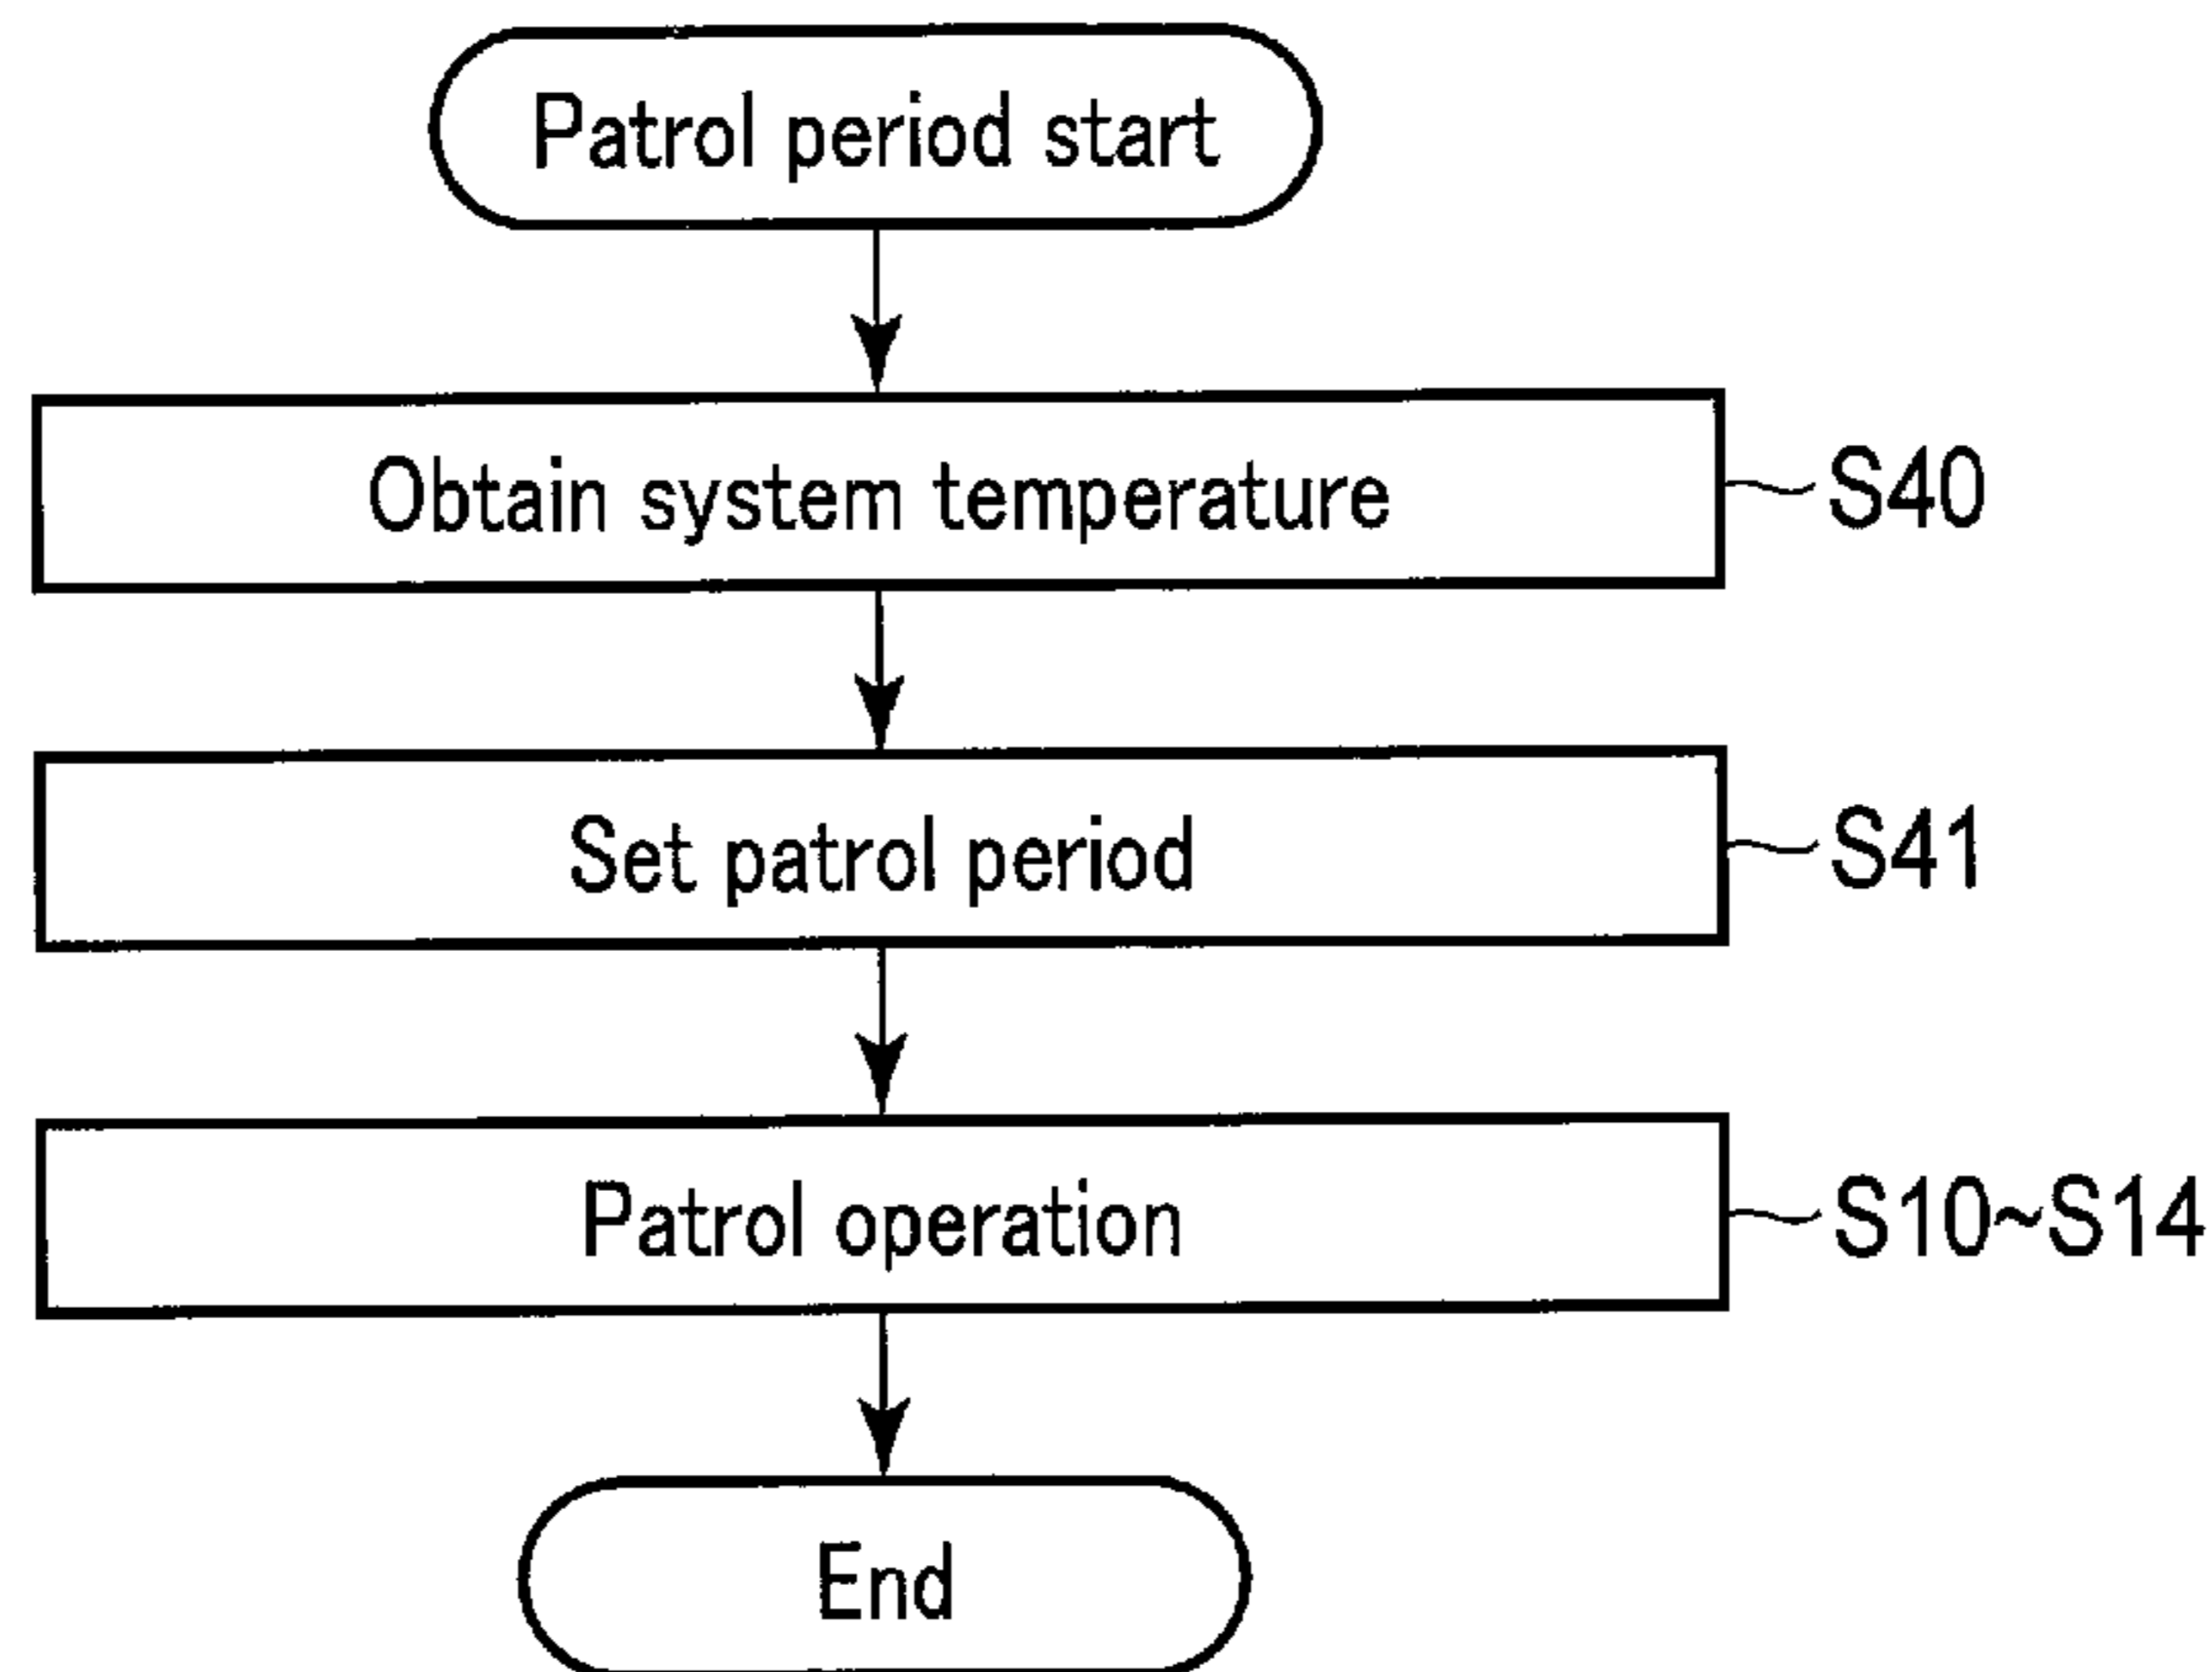 Patrol period start
Obtain system temperature
S40
Set patrol period
S41
Patrol operation
S10~S14
End